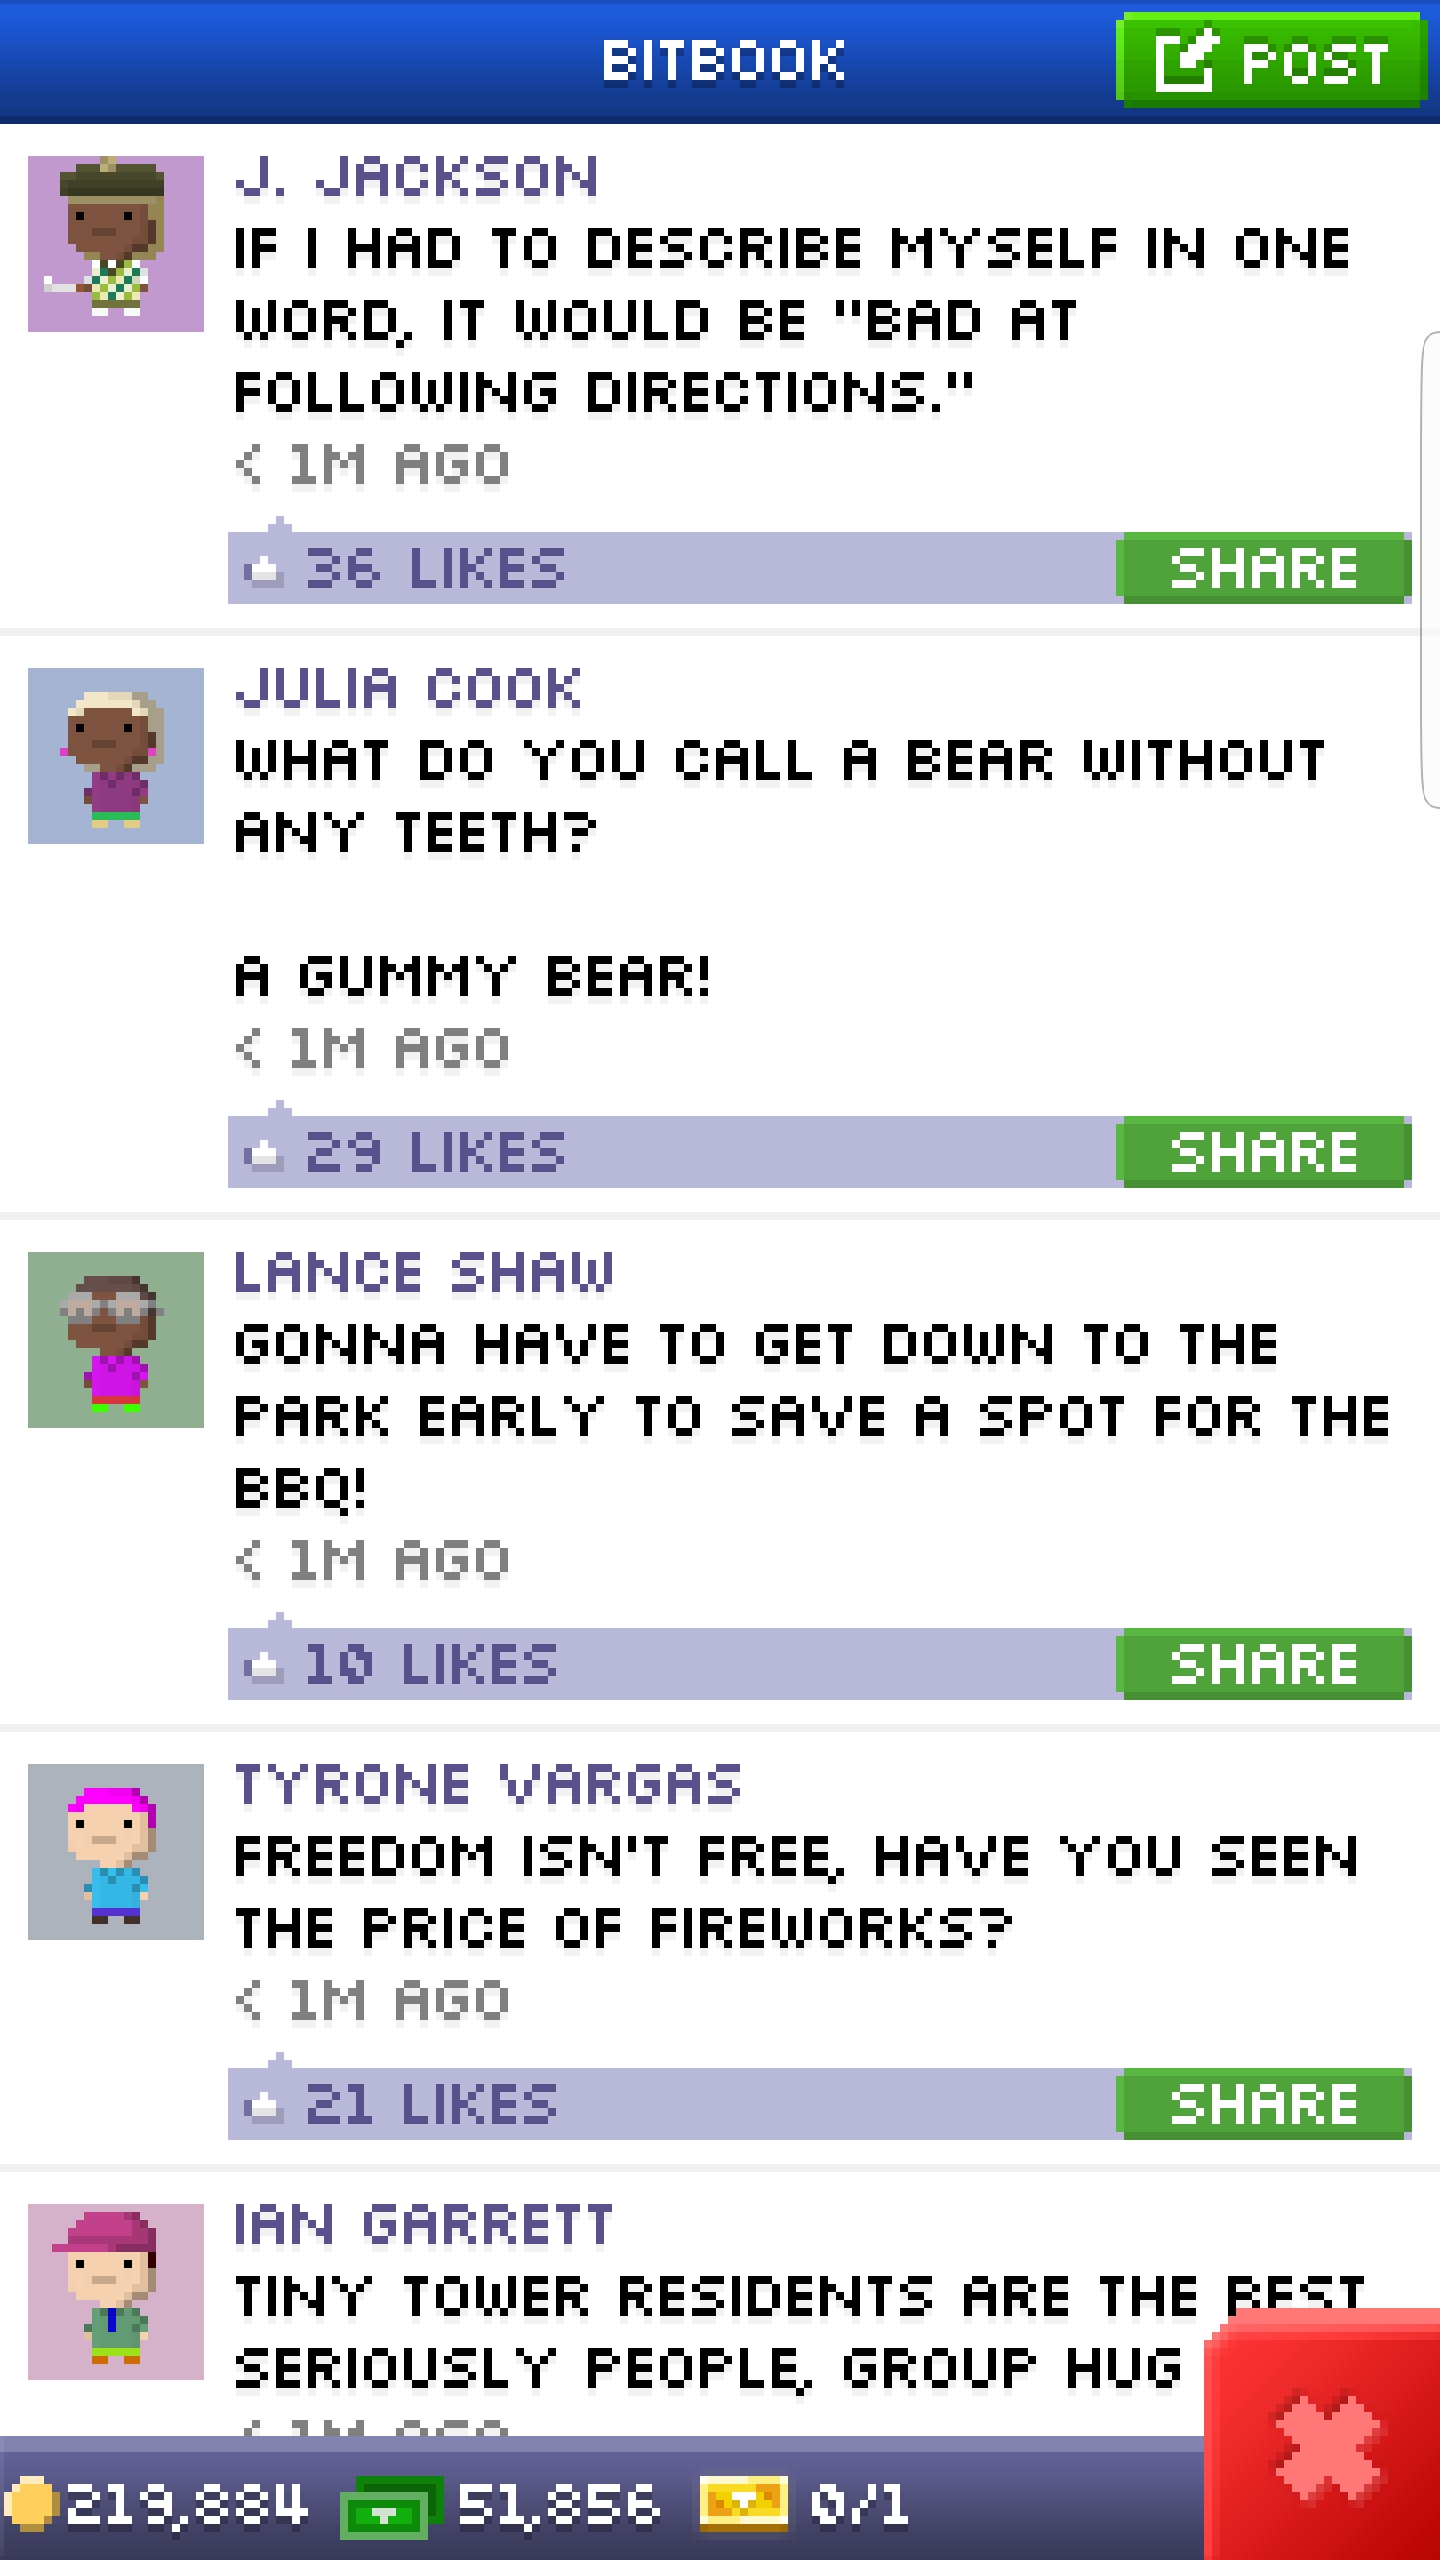 BITBOOK
POST
J. JACKSON
IF I HAD TO DESCRIBE MYSELF IN ONE
WORD, IT WOULD BE "BAD AT
FOLLOWING DIRECTIONS."
< 1M AGO
36 LIKES
SHARE
JULIA COOK
WHAT DO YOU CALL A BEAR WITHOUT
ANY TEETH?
A GUMMY BEAR!
< 1M AGO
29 LIKES
SHARE
LANCE SHAW
GONNA HAVE TO GET DOWN TO THE
PARK EARLY TO SAVE A SPOT FOR THE
BBQ!
< 1M AGO
10 LIKES
SHARE
TYRONE VARGAS
FREEDOM ISN'T FREE, HAVE YOU SEEN
THE PRICE OF FIREWORKS?
< 1M AGO
21 LIKES
SHARE
IAN GARRETT
TINY TOWER RESIDENTS ARE THE BEST
SERIOUSLY PEOPLE, GROUP HUG
< 1M AGO
219,884
51,856
0/1